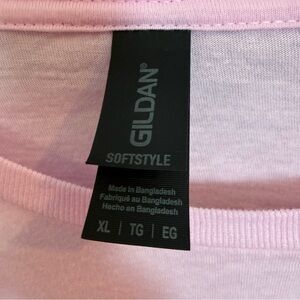 GILDAN®
SOFTSTYLE
Made in Bangladesh
Fabriqué au Bangladesh
Hecho en Bangladesh
XL | TG | EG